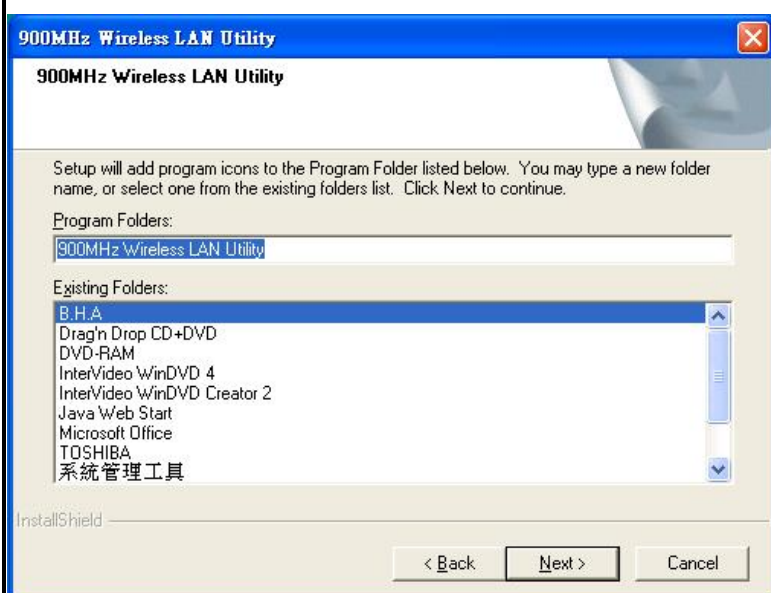 900MHz Wireless LAN Utility
900MHz Wireless LAN Utility
Setup will add program icons to the Program Folder listed below. You may type a new folder
name, or select one from the existing folders list. Click Next to continue.
Program Folders:
900MHz Wireless LAN Utility
Existing Folders:
B.H.A
Drag'n Drop CD+DVD
DVD-RAM
InterVideo WinDVD 4
InterVideo WinDVD Creator 2
Java Web Start
Microsoft Office
TOSHIBA
系統管理工具
InstallShield
< Back
Next >
Cancel